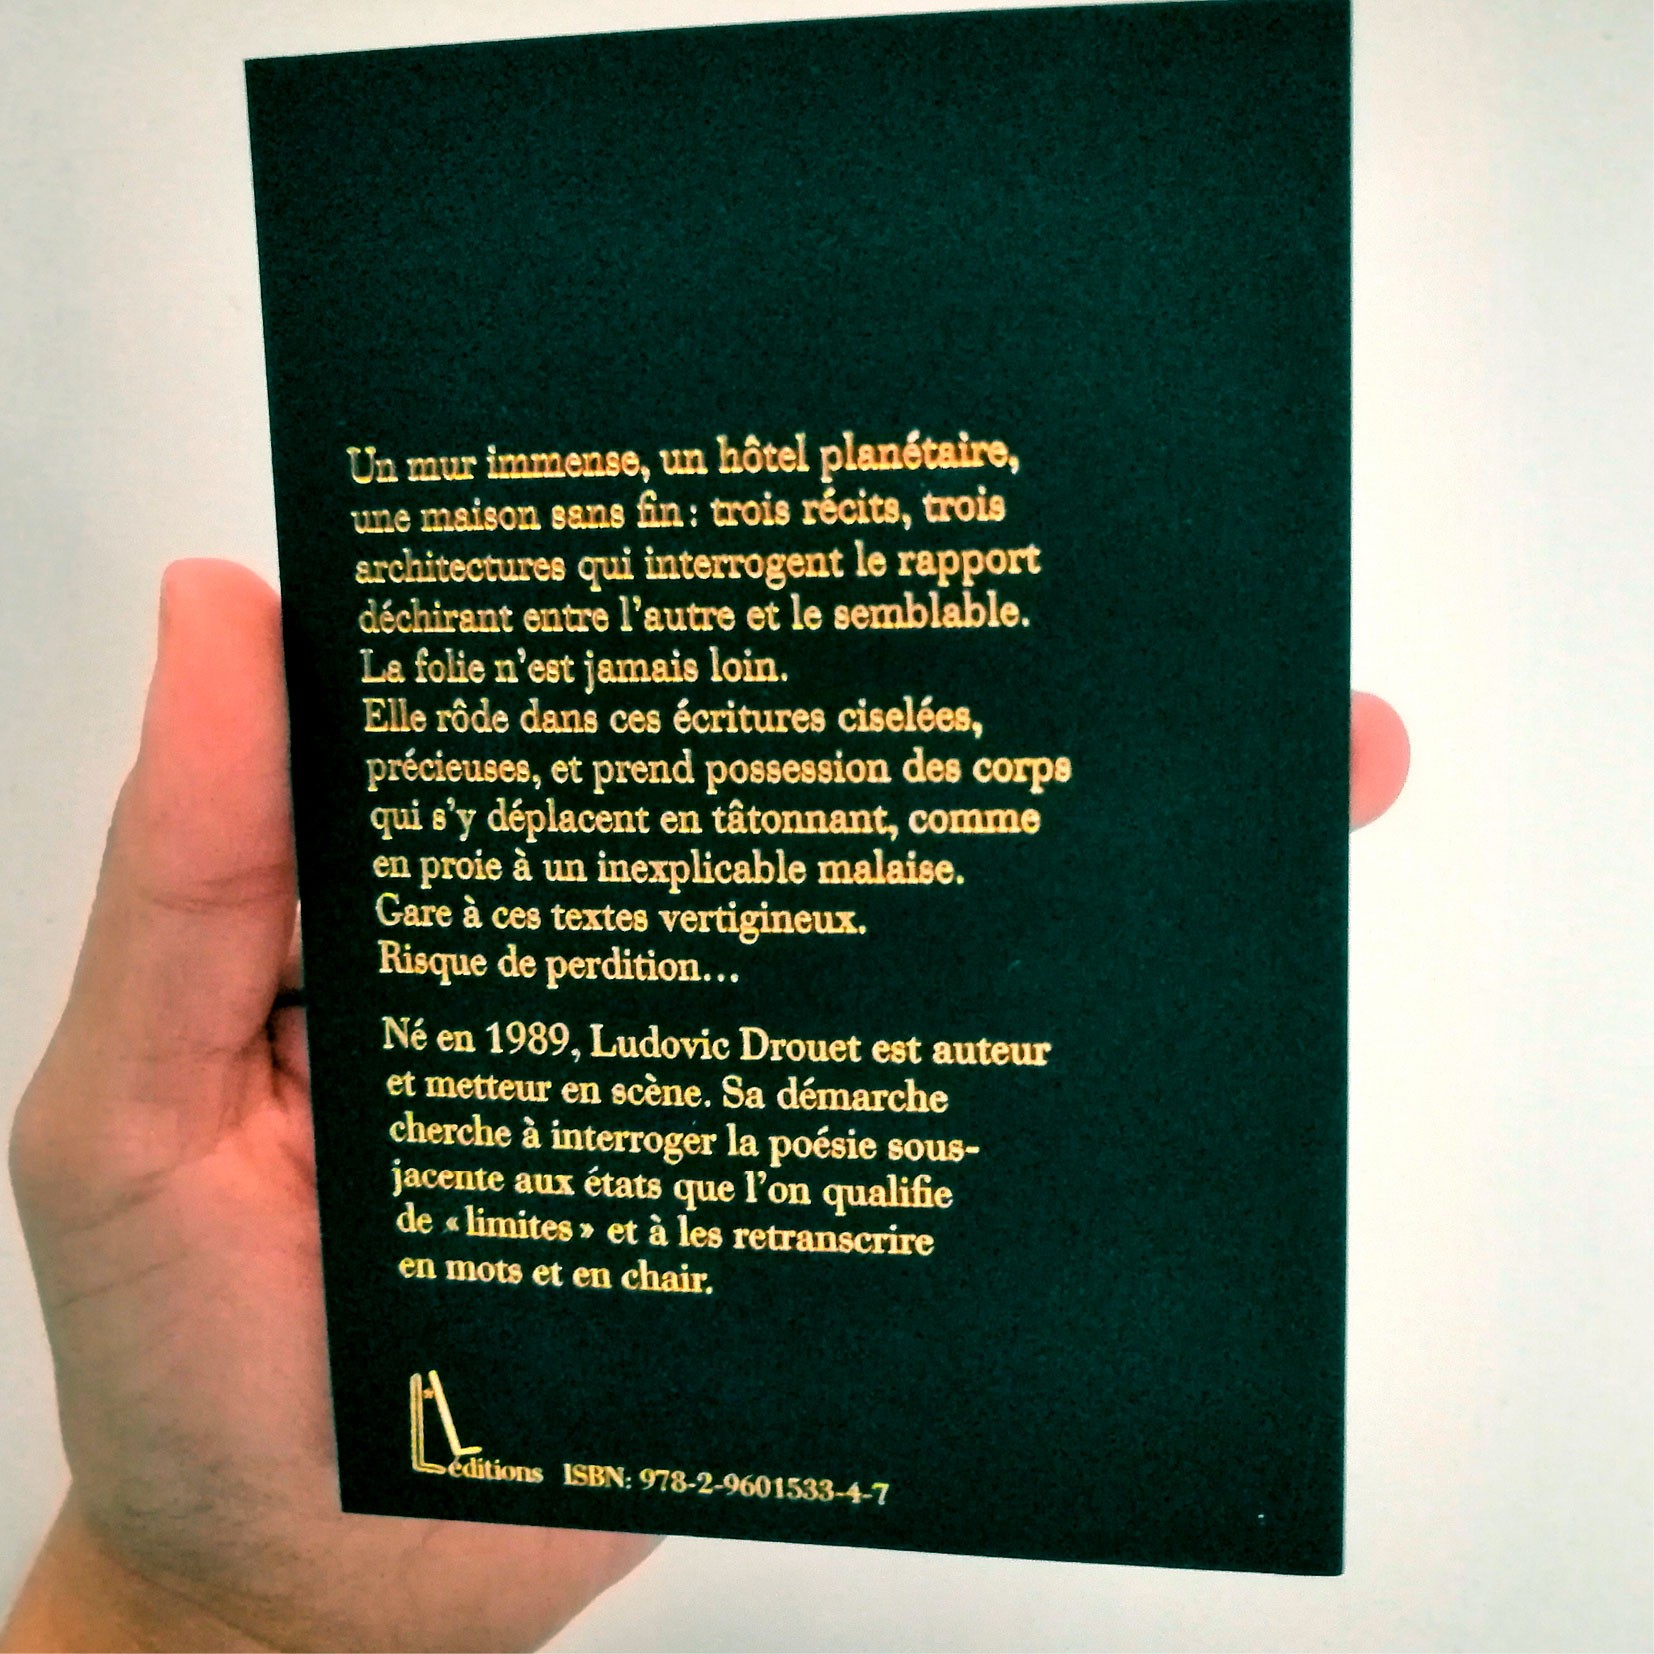 Un mur immense, un hôtel planétaire,
une maison sans fin : trois récits, trois
architectures qui interrogent le rapport
déchirant entre l'autre et le semblable.
La folie n'est jamais loin.
Elle rôde dans ces écritures ciselées,
précieuses, et prend possession des corps
qui s'y déplacent en tâtonnant, comme
en proie à un inexplicable malaise.
Gare à ces textes vertigineux.
Risque de perdition...
Né en 1989, Ludovic Drouet est auteur
et metteur en scène. Sa démarche
cherche à interroger la poésie sous-
jacente aux états que l'on qualifie
de « limites » et à les retranscrire
en mots et en chair.
éditions ISBN: 978-2-9601533-4-7